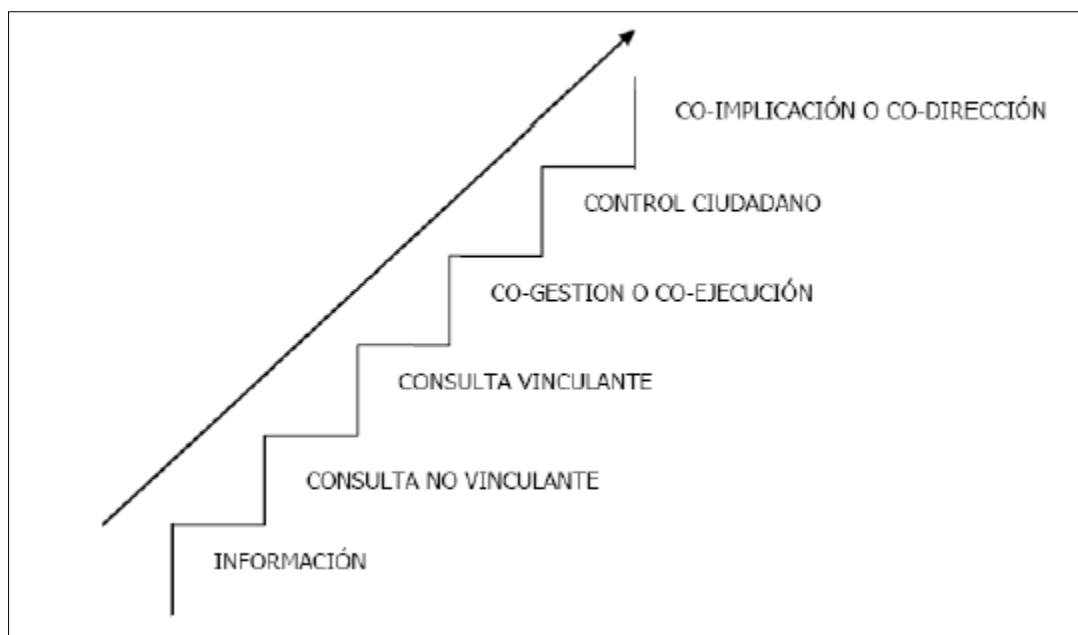 CO-IMPLICACIÓN O CO-DIRECCIÓN
CONTROL CIUDADANO
CO-GESTION O CO-EJECUCIÓN
CONSULTA VINCULANTE
CONSULTA NO VINCULANTE
INFORMACIÓN